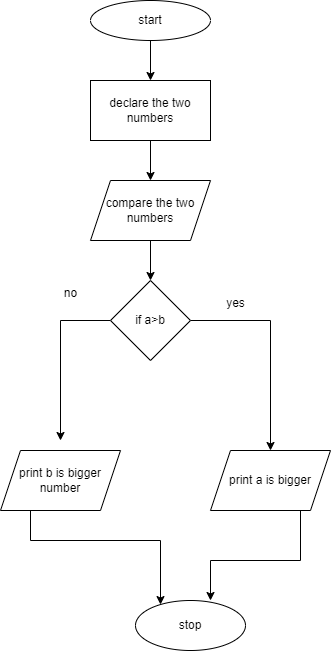 start
declare the two
numbers
compare the two
numbers
if a>b
no
yes
print b is bigger
number
print a is bigger
stop